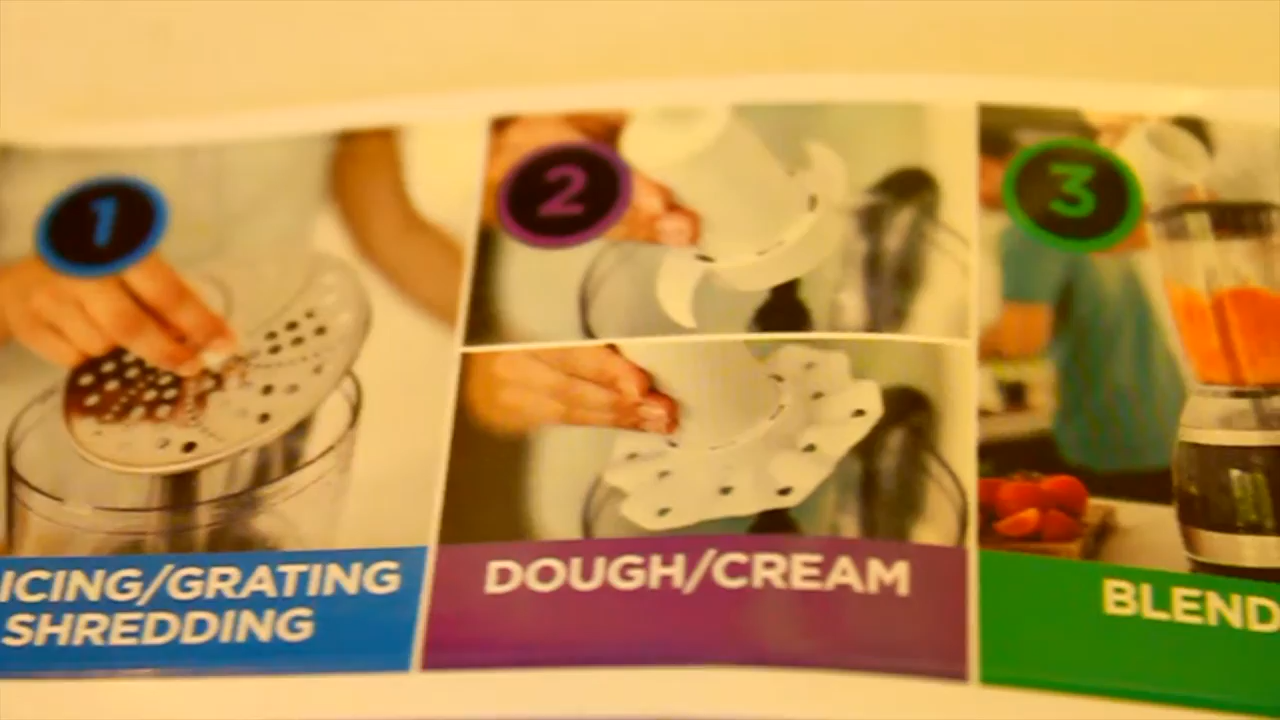 1
ICING/GRATING
SHREDDING
2
DOUGH/CREAM
3
BLEND